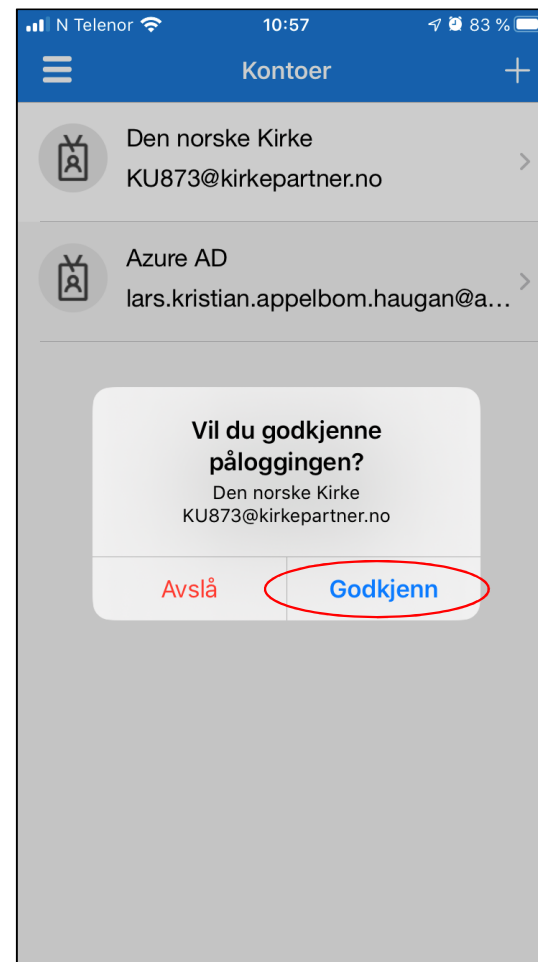 N Telenor 10:57 83 %
Kontoer
Den norske Kirke
KU873@kirkepartner.no
Azure AD
lars.kristian.appelbom.haugan@a...
Vil du godkjenne
påloggingen?
Den norske Kirke
KU873@kirkepartner.no
Avslå Godkjenn